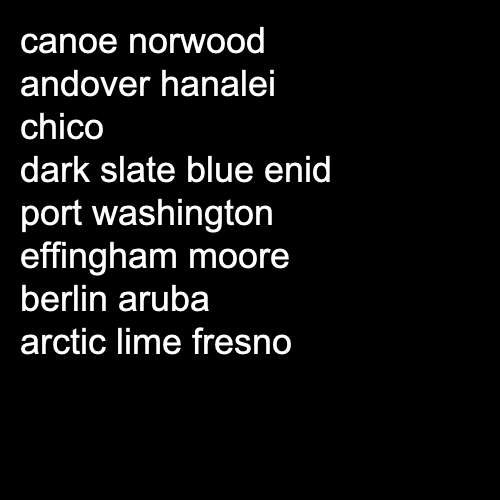 canoe norwood
andover hanalei
chico
dark slate blue enid
port washington
effingham moore
berlin aruba
arctic lime fresno